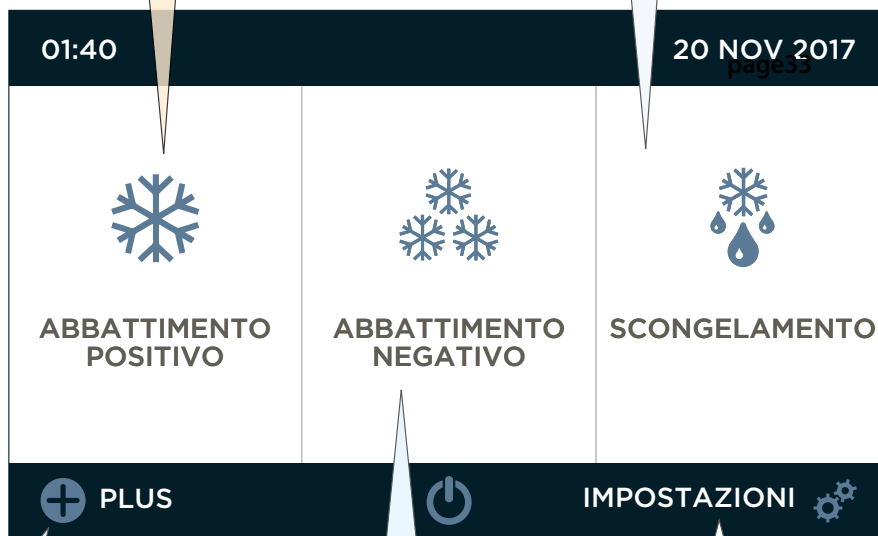 01:40
20 NOV 2017
page33
ABBATTIMENTO
POSITIVO
ABBATTIMENTO
NEGATIVO
SCONGELAMENTO
PLUS
IMPOSTAZIONI